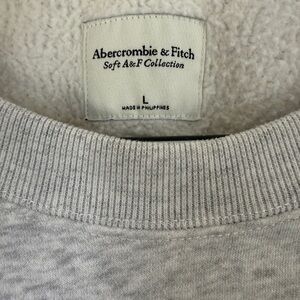 Abercrombie & Fitch
Soft A&F Collection
L
MADE IN PHILIPPINES